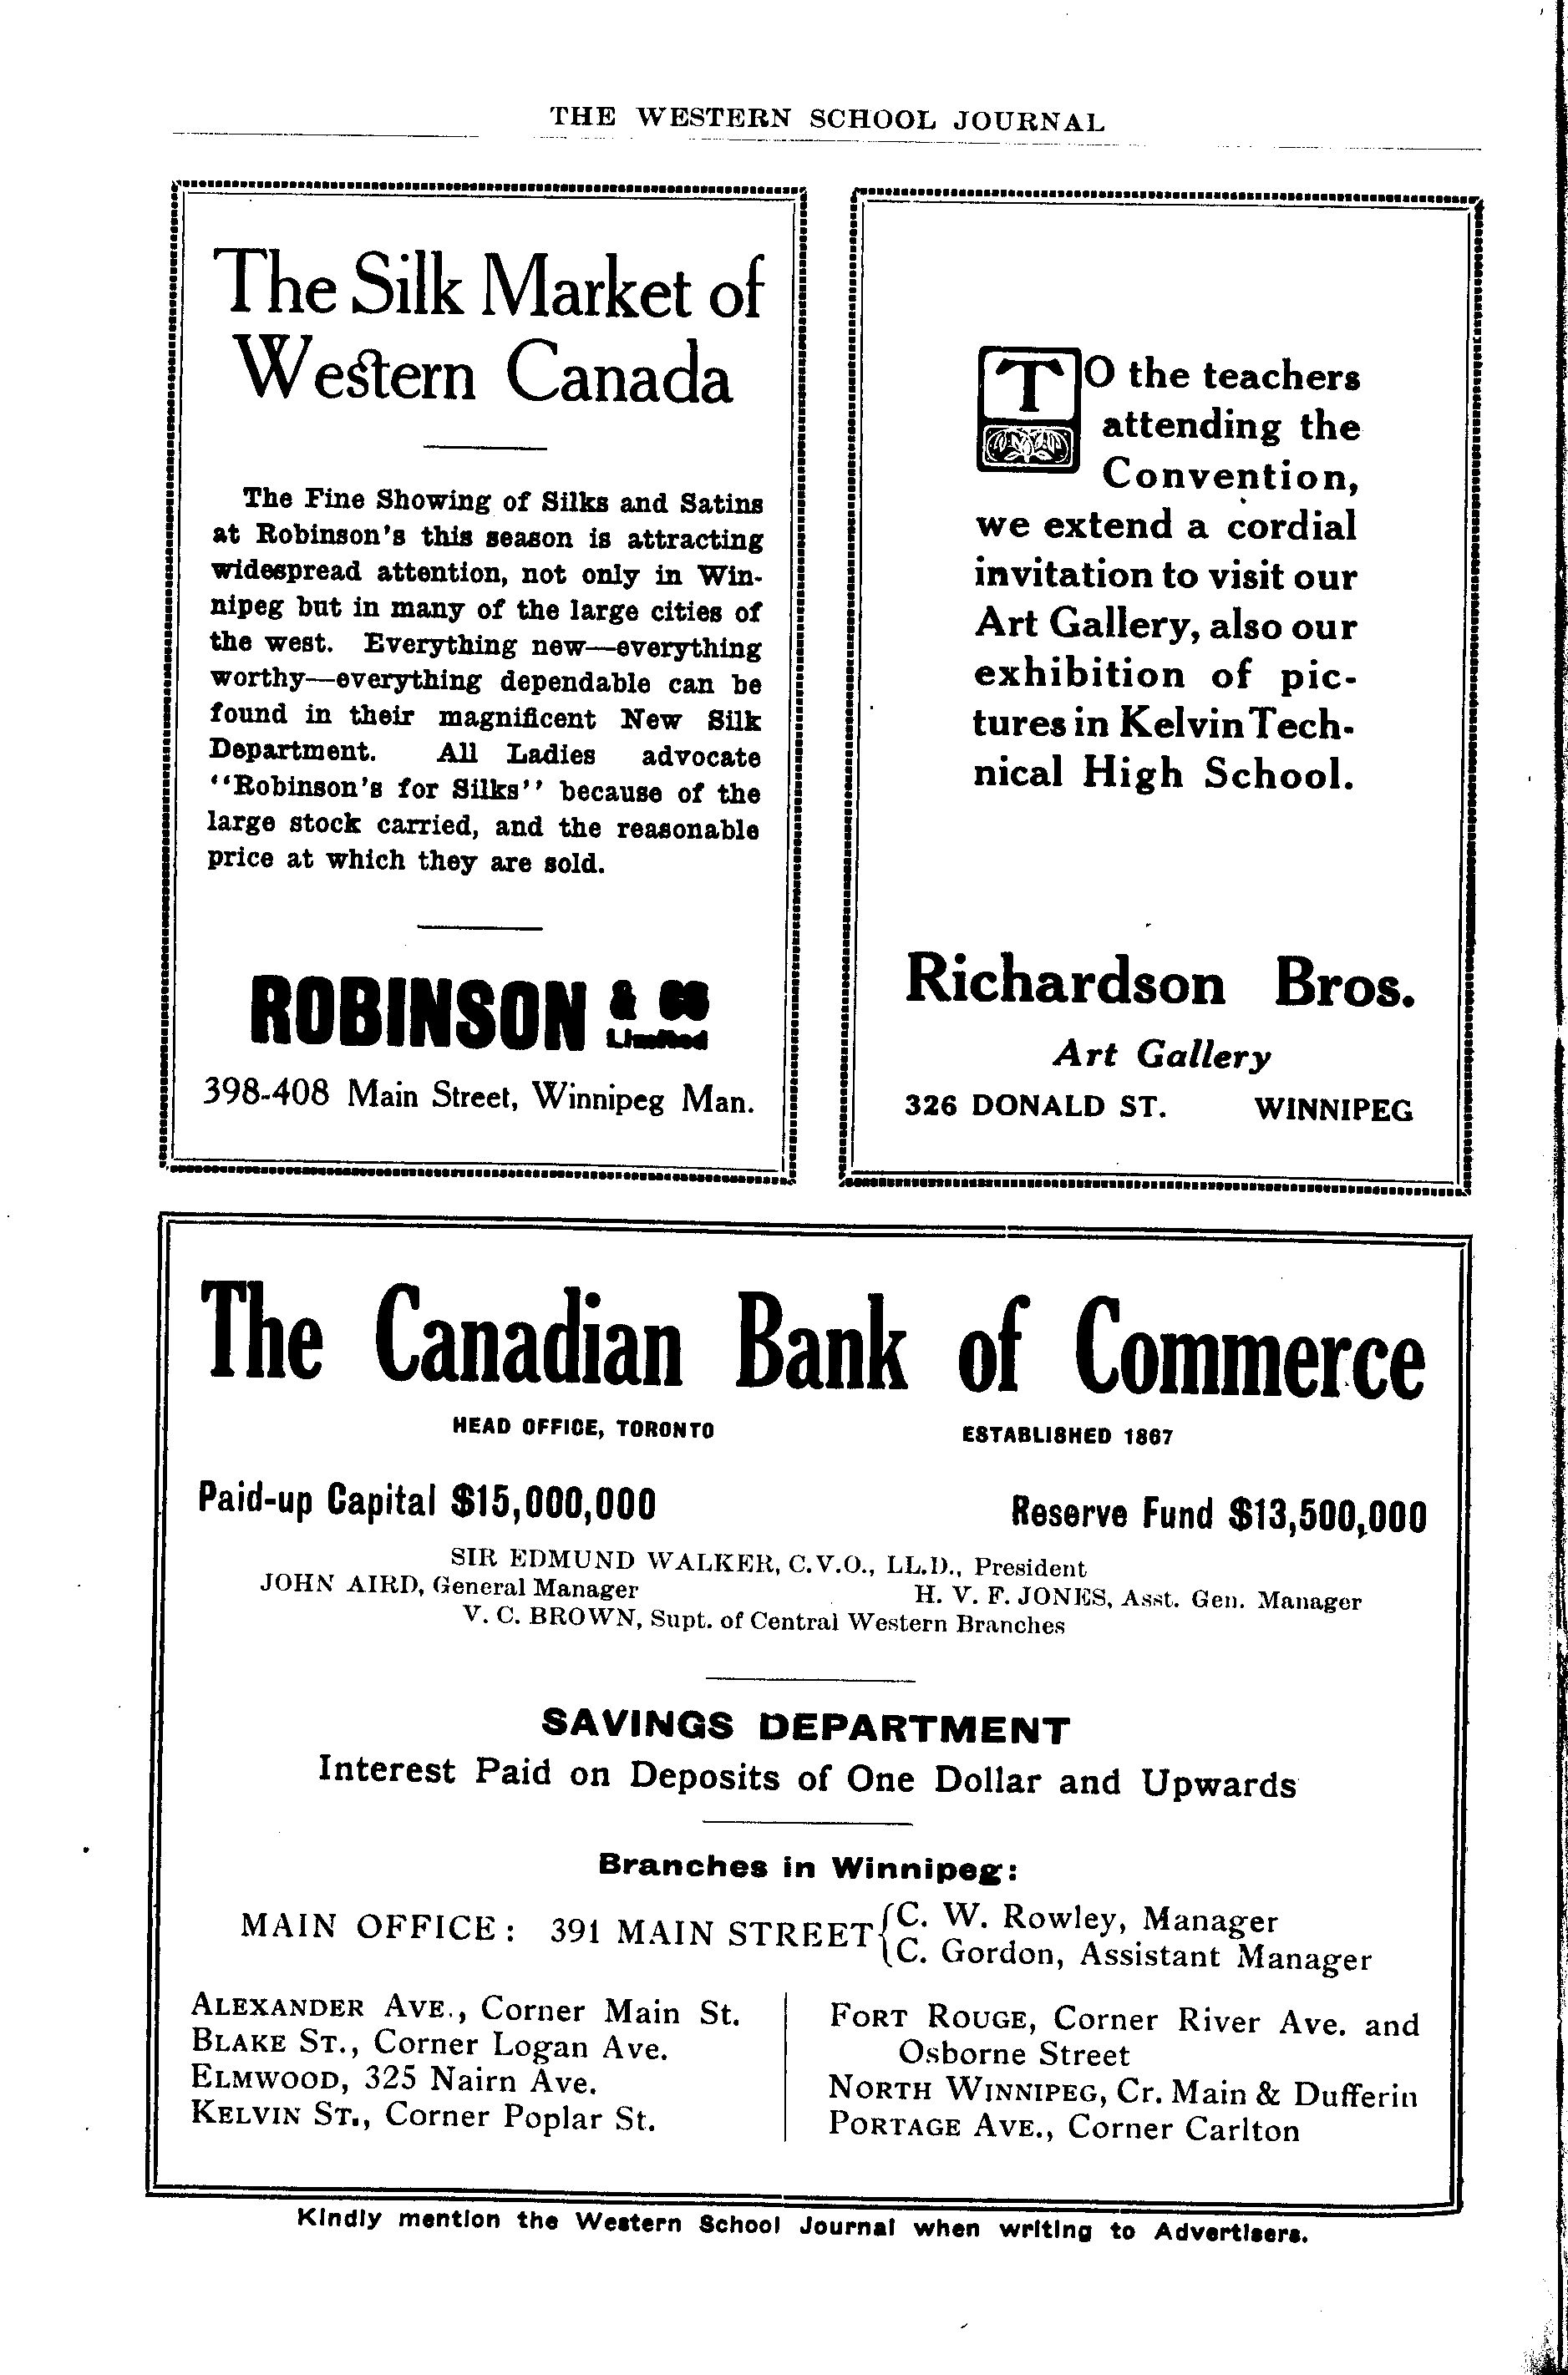 THE WESTERN SCHOOL JOURNAL
The Silk Market of
Western Canada
The Fine Showing of Silks and Satins
at Robinson's this season is attracting
widespread attention, not only in Win-
nipeg but in many of the large cities of
the west. Everything new—everything
worthy—everything dependable can be
found in their magnificent New Silk
Department. All Ladies advocate
"Robinson's for Silks" because of the
large stock carried, and the reasonable
price at which they are sold.
ROBINSON & CO
Limited
398-408 Main Street, Winnipeg Man.
TO the teachers
attending the
Convention,
we extend a cordial
invitation to visit our
Art Gallery, also our
exhibition of pic-
tures in Kelvin Tech-
nical High School.
Richardson Bros.
Art Gallery
326 DONALD ST. WINNIPEG
The Canadian Bank of Commerce
HEAD OFFICE, TORONTO ESTABLISHED 1867
Paid-up Capital $15,000,000 Reserve Fund $13,500,000
SIR EDMUND WALKER, C.V.O., LL.D., President
JOHN AIRD, General Manager H. V. F. JONES, Asst. Gen. Manager
V. C. BROWN, Supt. of Central Western Branches
SAVINGS DEPARTMENT
Interest Paid on Deposits of One Dollar and Upwards
Branches in Winnipeg:
MAIN OFFICE: 391 MAIN STREET
C. W. Rowley, Manager
C. Gordon, Assistant Manager
ALEXANDER AVE., Corner Main St.
BLAKE ST., Corner Logan Ave.
ELMWOOD, 325 Nairn Ave.
KELVIN ST., Corner Poplar St.
FORT ROUGE, Corner River Ave. and
Osborne Street
NORTH WINNIPEG, Cr. Main & Dufferin
PORTAGE AVE., Corner Carlton
Kindly mention the Western School Journal when writing to Advertisers.